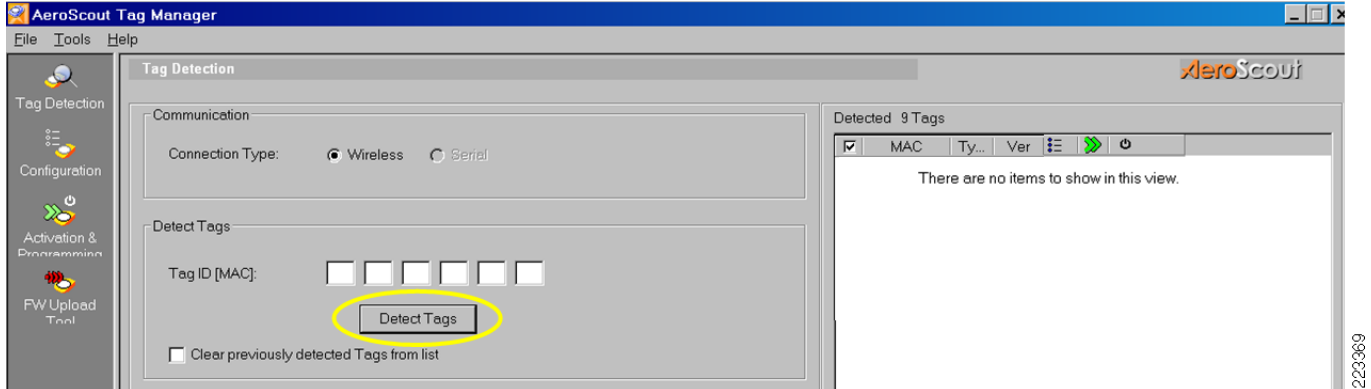 AeroScout Tag Manager
File Tools Help
Tag Detection
Configuration
Activation &
Programming
FW Upload
Tool
Tag Detection
AeroScout
Communication
Connection Type: Wireless Serial
Detect Tags
Tag ID [MAC]:
Detect Tags
Clear previously detected Tags from list
Detected 9 Tags
MAC Ty... Ver
There are no items to show in this view.
223369